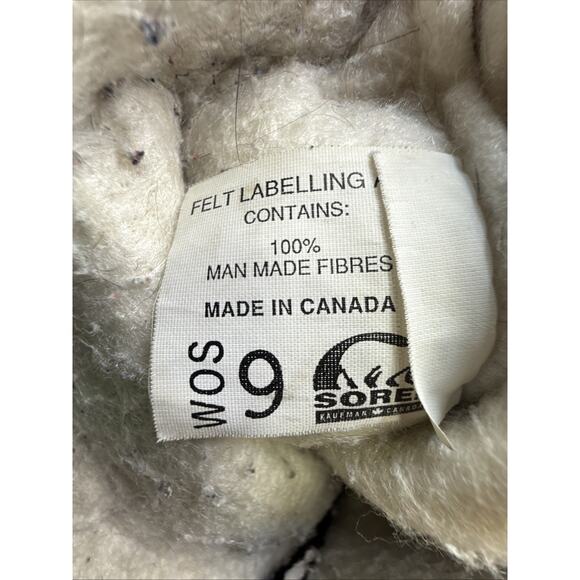 FELT LABELLING
CONTAINS:
100%
MAN MADE FIBRES
MADE IN CANADA
WOS 9
SORE
KAUFMAN CANADA